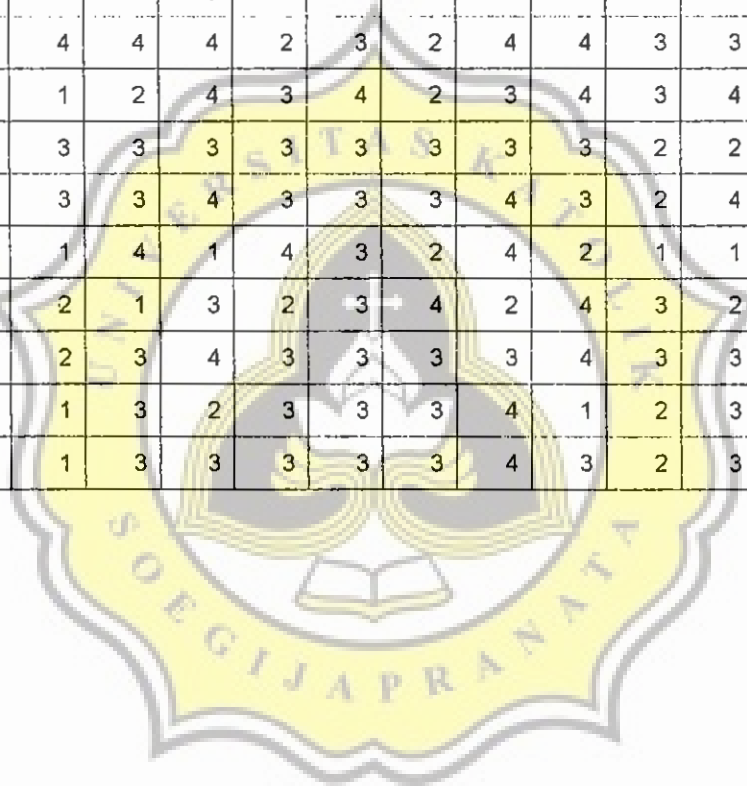 4 4 4 2 3 2 4 4 3 3
1 2 4 3 4 2 3 4 3 4
3 3 3 3 3 3 3 3 2 2
3 3 4 3 3 3 4 3 2 4
1 4 1 4 3 2 4 2 1 1
2 1 3 2 3 4 2 4 3 2
2 3 4 3 3 3 3 4 3 3
1 3 2 3 3 3 4 1 2 3
1 3 3 3 3 3 4 3 2 3
UNIVERSITAS KATOLIK
SOEGIJAPRANATA